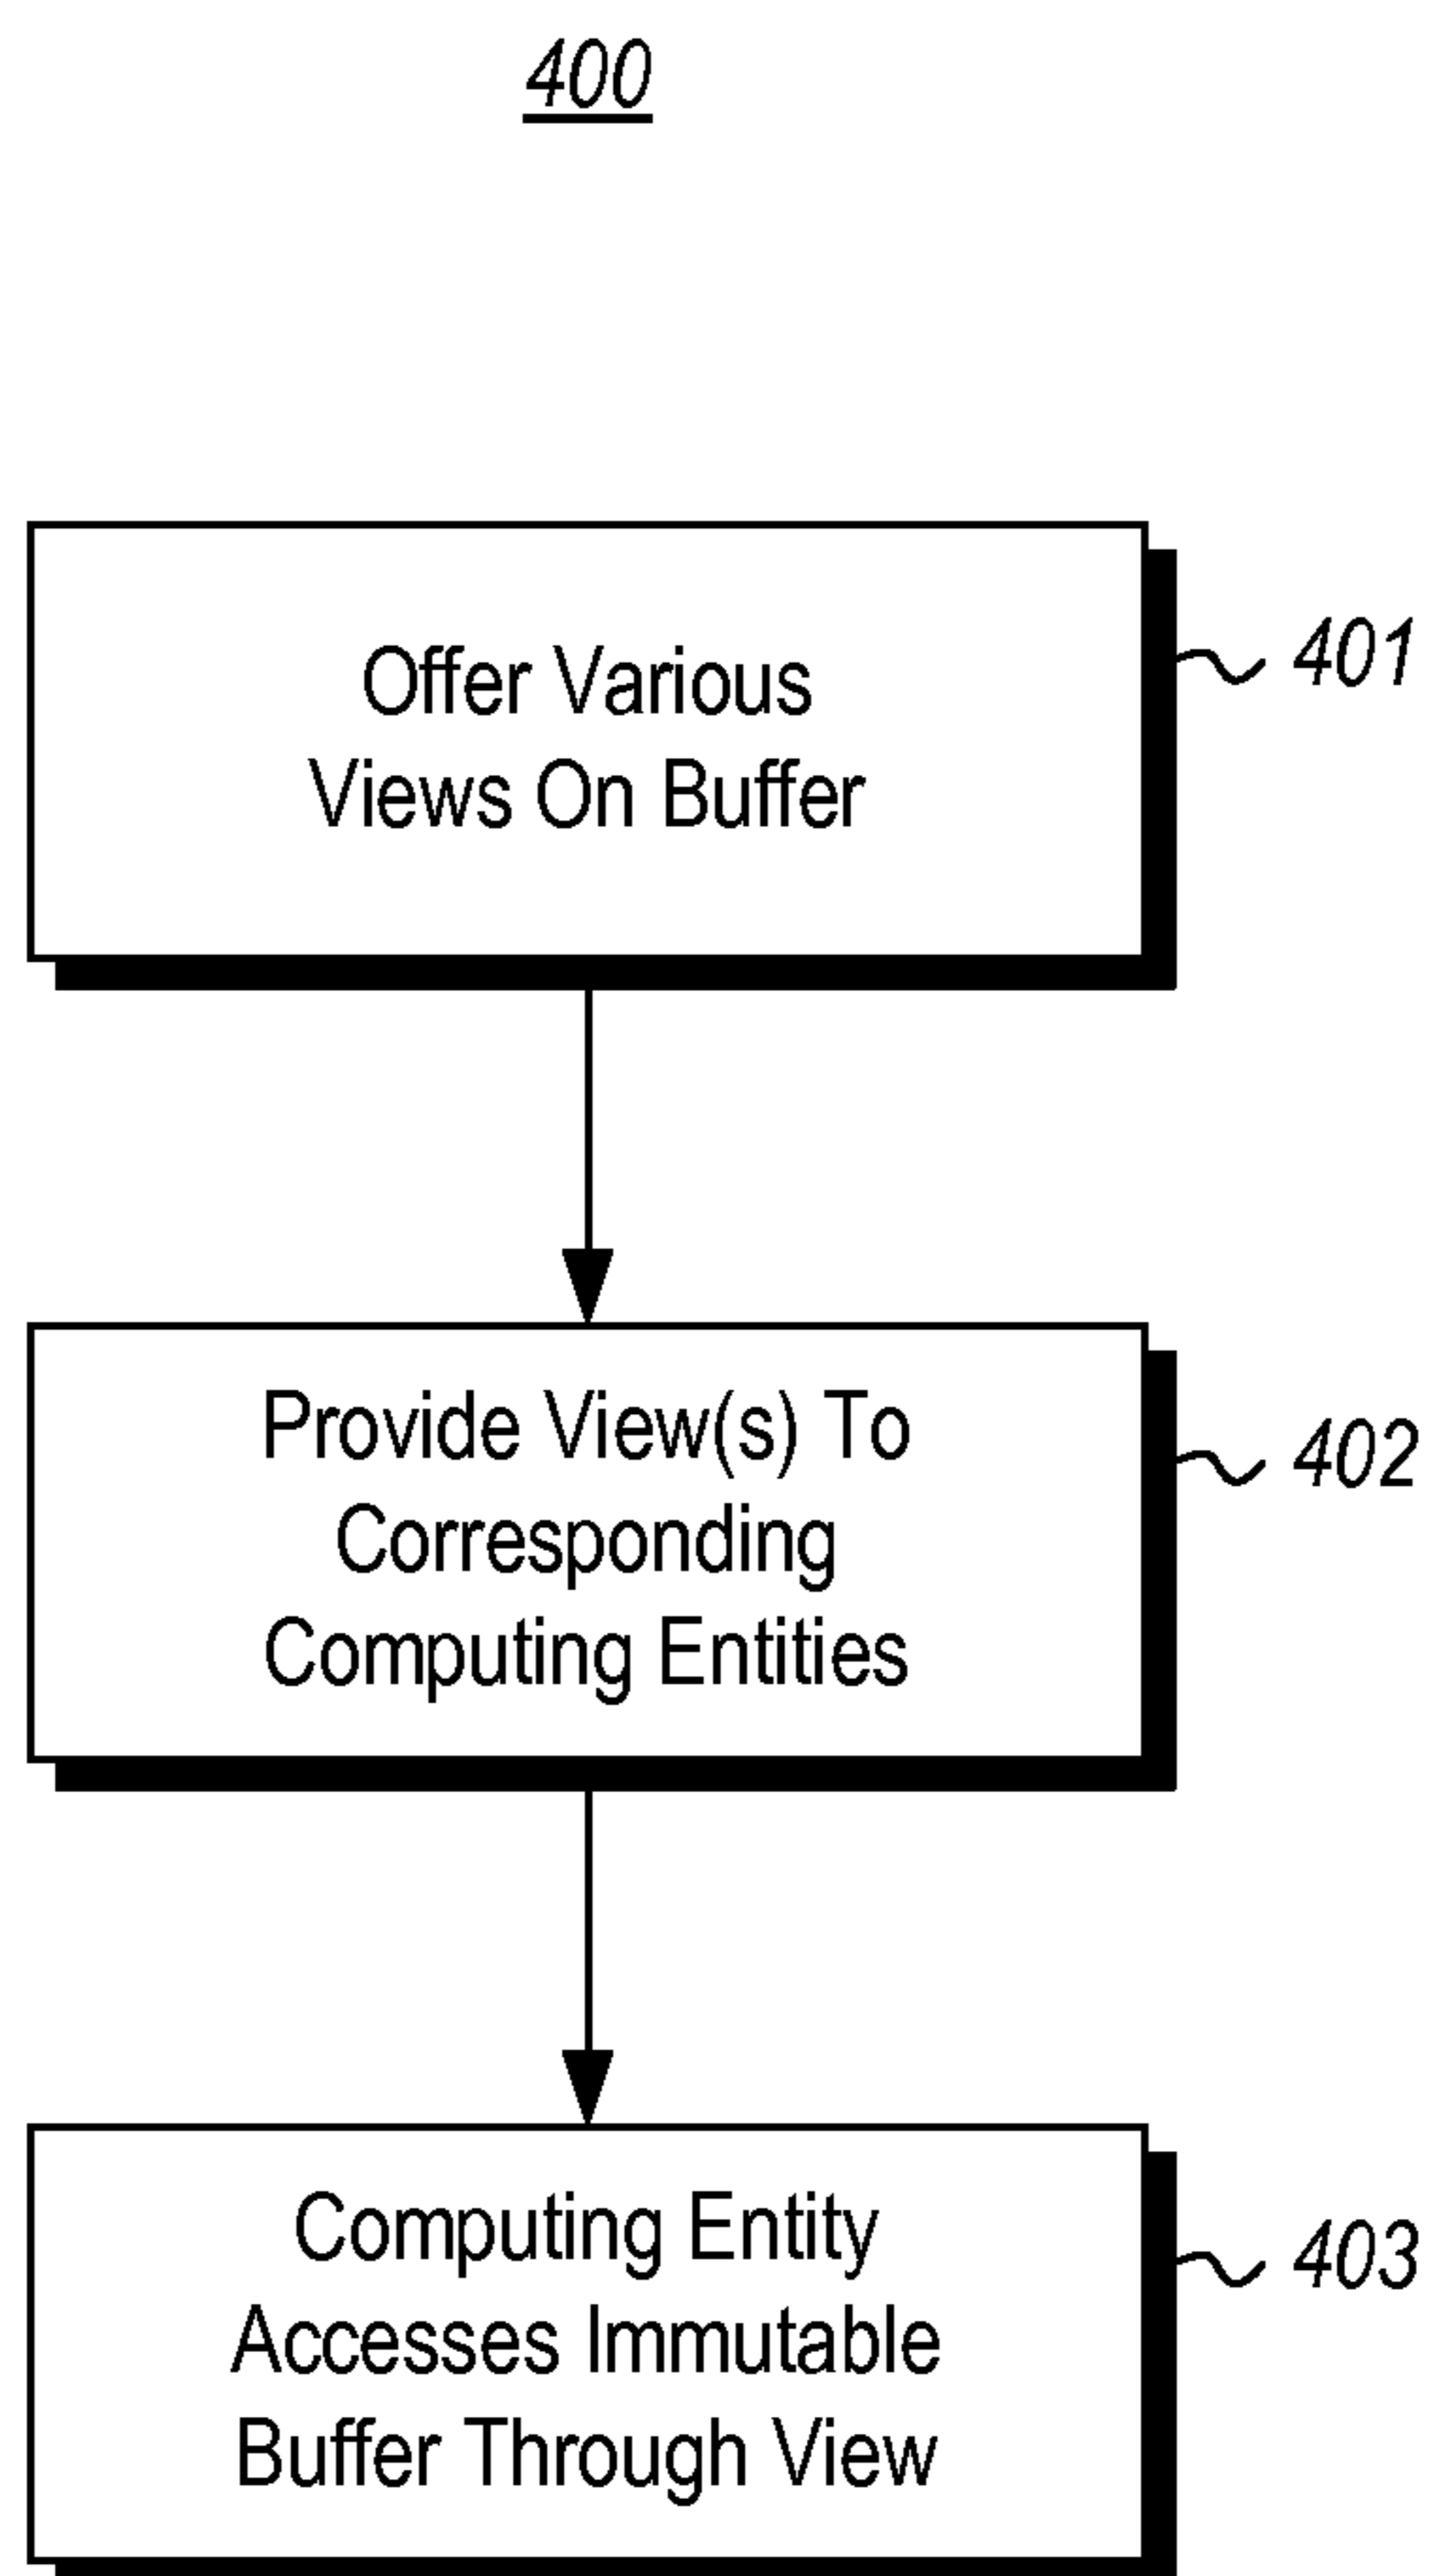 400
Offer Various
Views On Buffer
401
Provide View(s) To
Corresponding
Computing Entities
402
Computing Entity
Accesses Immutable
Buffer Through View
403